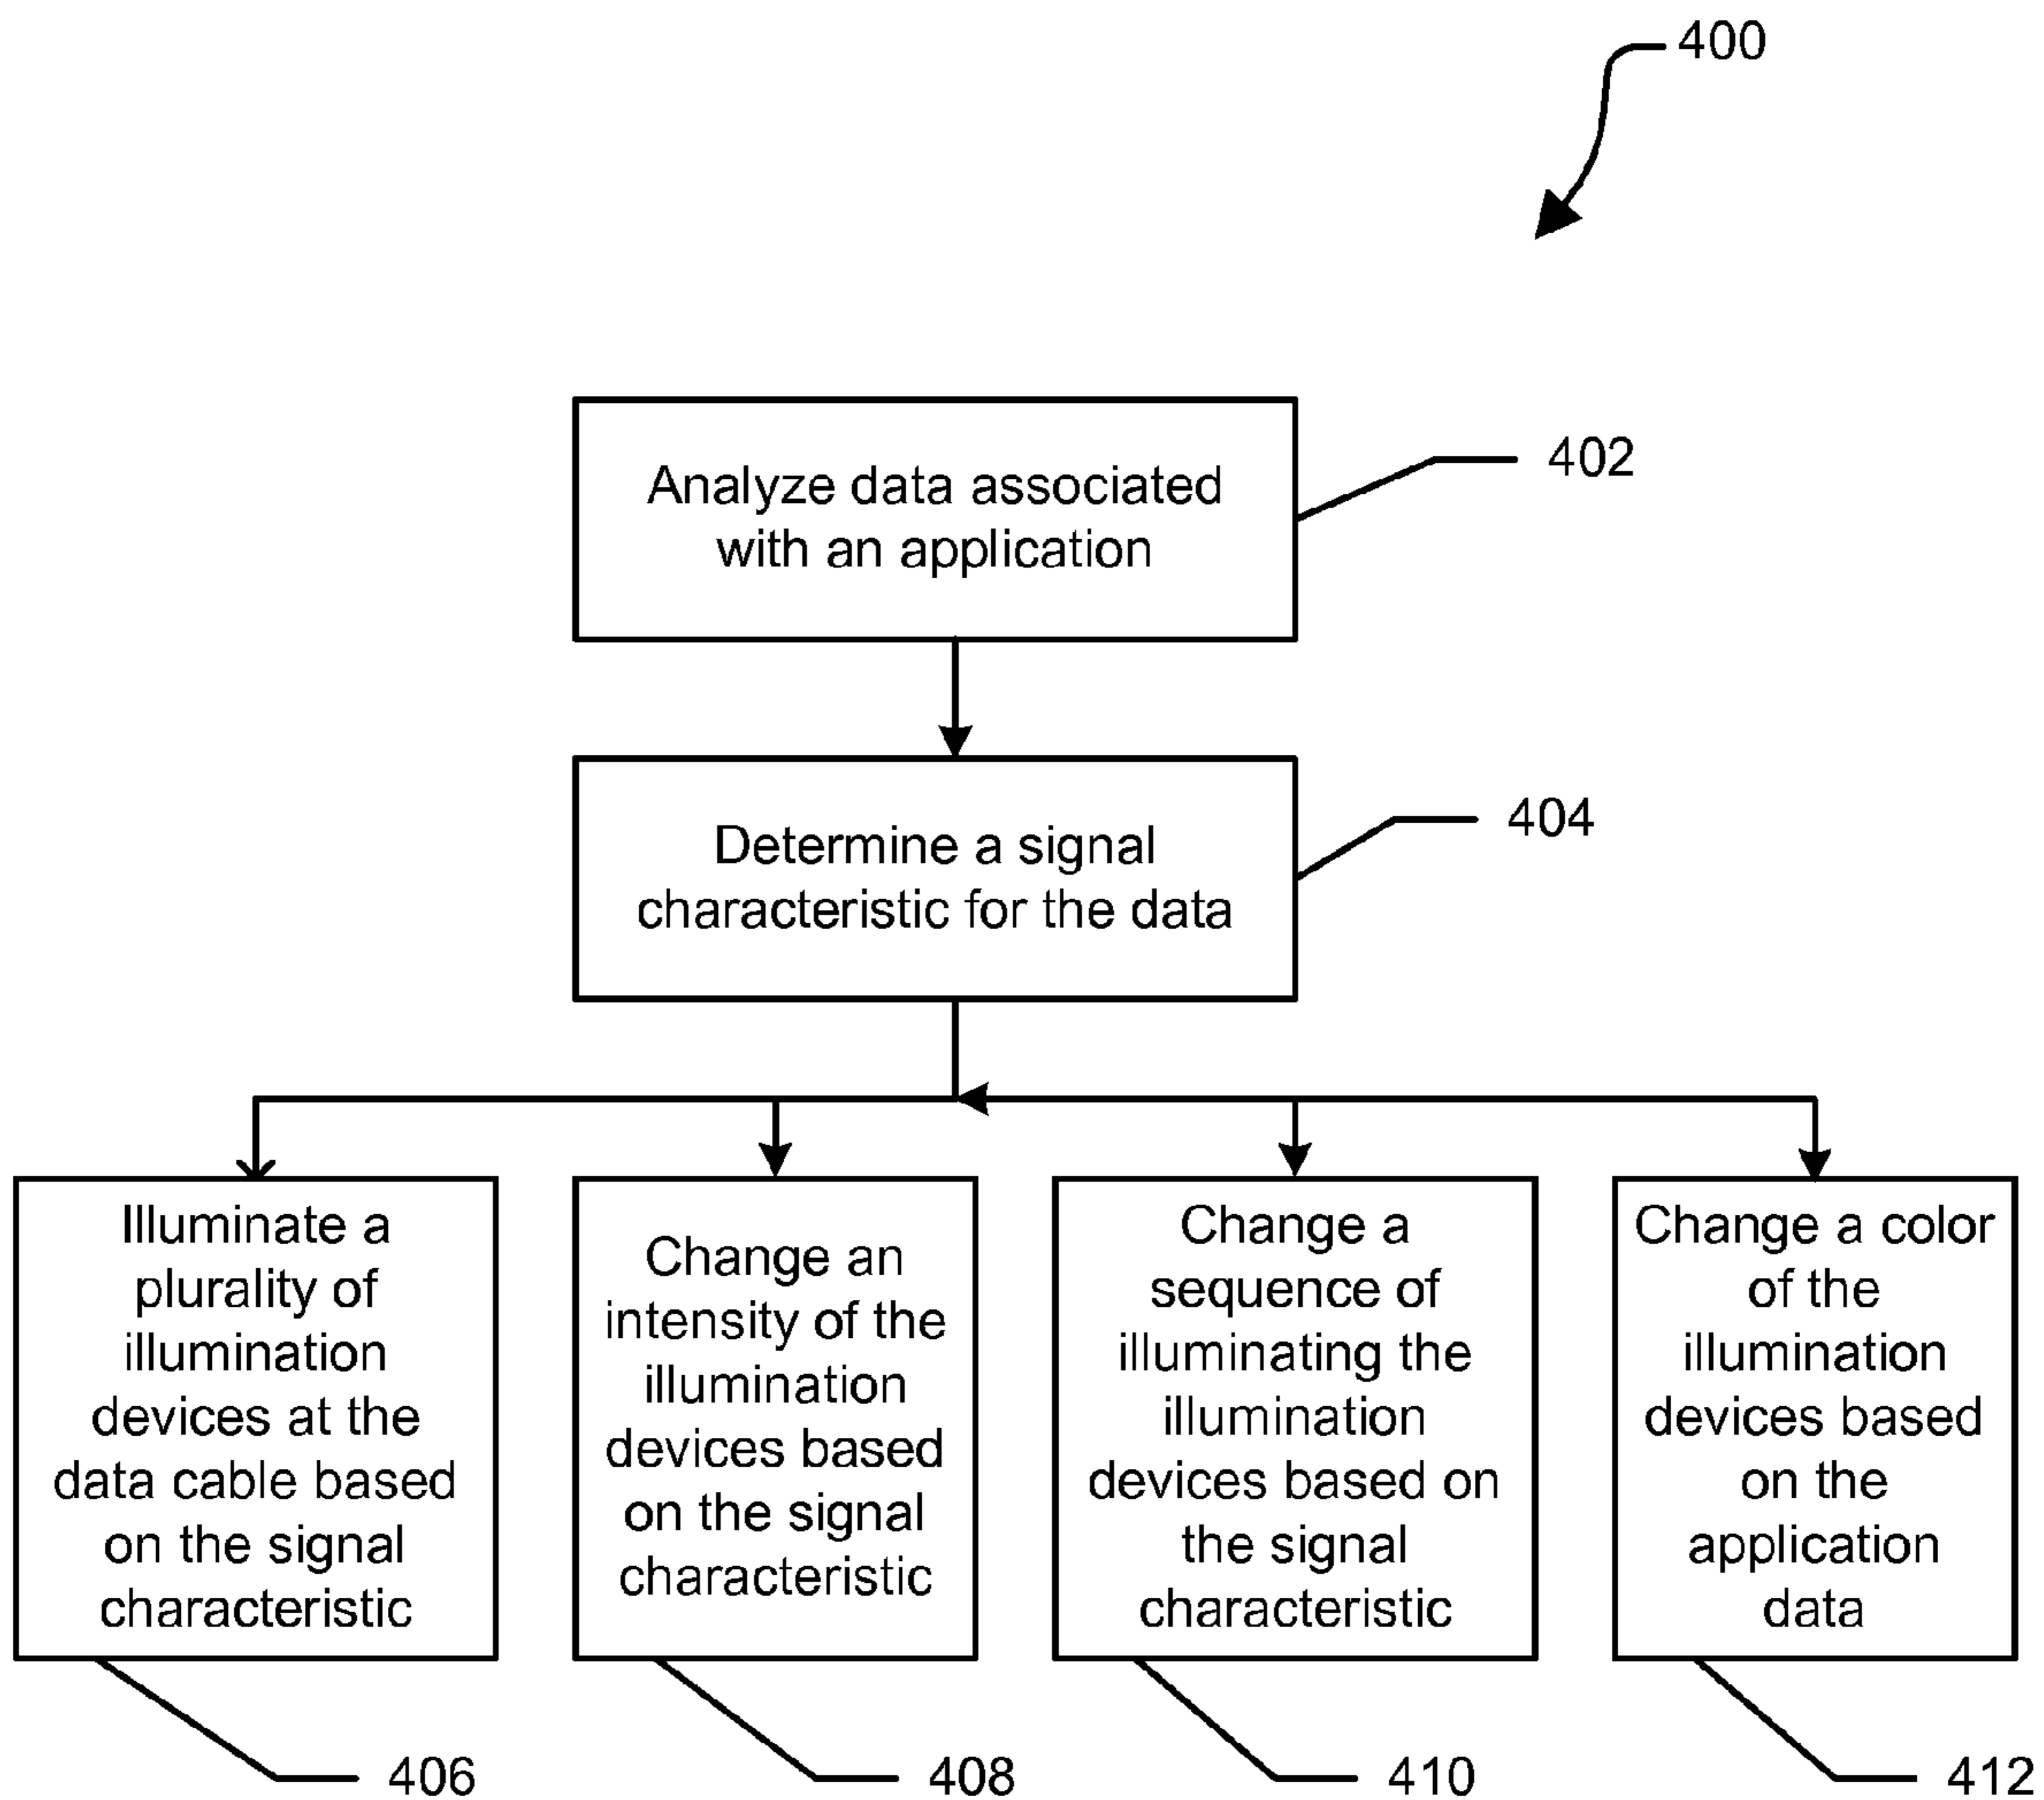 400
Analyze data associated
with an application
402
Determine a signal
characteristic for the data
404
Illuminate a
plurality of
illumination
devices at the
data cable based
on the signal
characteristic
Change an
intensity of the
illumination
devices based
on the signal
characteristic
Change a
sequence of
illuminating the
illumination
devices based on
the signal
characteristic
Change a color
of the
illumination
devices based
on the
application
data
406
408
410
412